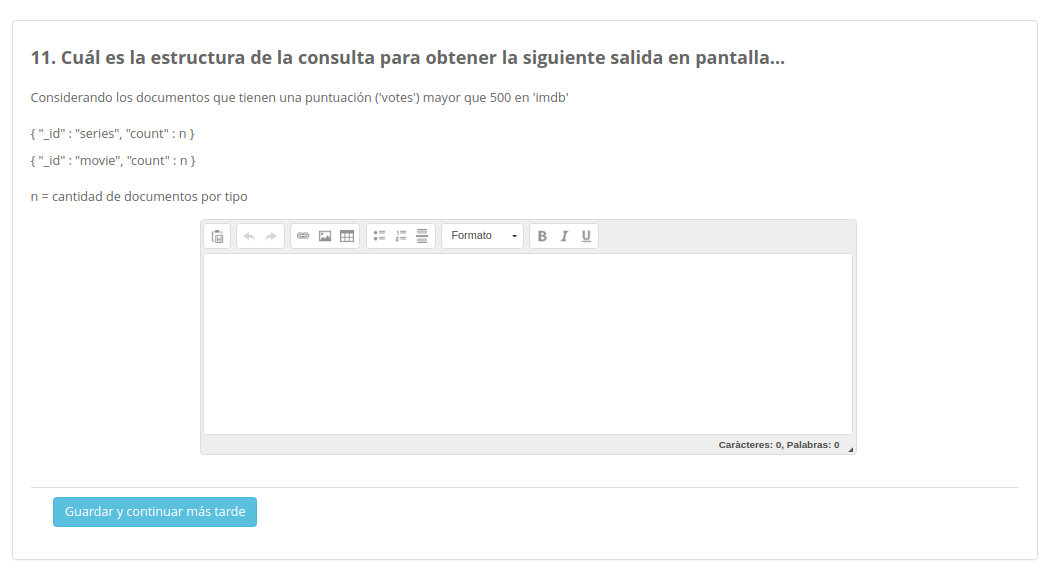 11. Cuál es la estructura de la consulta para obtener la siguiente salida en pantalla...
Considerando los documentos que tienen una puntuación ('votes') mayor que 500 en 'imdb'
{ "_id" : "series", "count" : n }
{ "_id" : "movie", "count" : n }
n = cantidad de documentos por tipo
Formato
B I U
Caràcteres: 0, Palabras: 0
Guardar y continuar más tarde